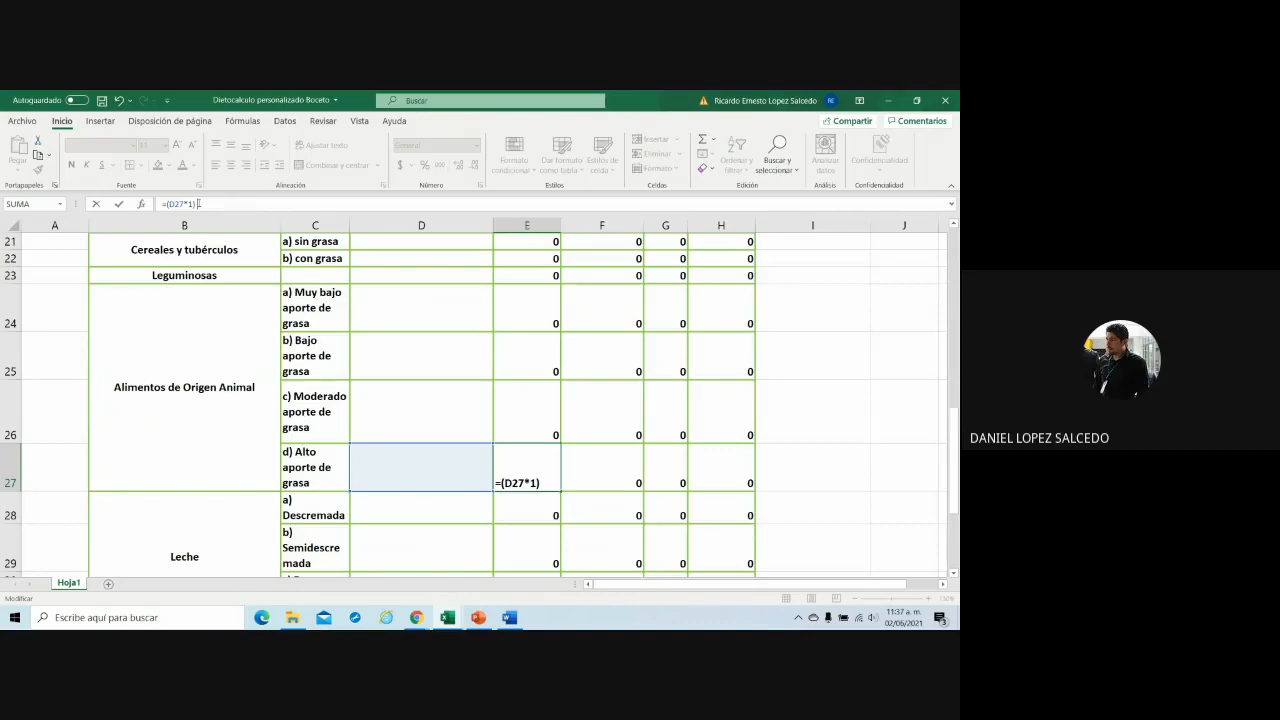 Autoguardado
Dietocalculo personalizado Boceto
Buscar
Ricardo Ernesto Lopez Salcedo
RE
Archivo Inicio Insertar Disposición de página Fórmulas Datos Revisar Vista Ayuda
Compartir Comentarios
Pegar
11
N K S
Ajustar texto
Combinar y centrar
General
$ % 000
Formato condicional
Dar formato como tabla
Estilos de celda
Insertar
Eliminar
Formato
Ordenar y filtrar
Buscar y seleccionar
Analizar datos
Confidencialidad
Portapapeles Fuente Alineación Número Estilos Celdas Edición Análisis Confidencialidad
SUMA
=(D27*1)
A B C D E F G H I J
21 Cereales y tubérculos a) sin grasa 0 0 0 0
22 b) con grasa 0 0 0 0
23 Leguminosas 0 0 0 0
24 a) Muy bajo aporte de grasa 0 0 0 0
25 b) Bajo aporte de grasa 0 0 0 0
Alimentos de Origen Animal
26 c) Moderado aporte de grasa 0 0 0 0
27 d) Alto aporte de grasa =(D27*1) 0 0 0
28 a) Descremada 0 0 0 0
29 Leche b) Semidescremada 0 0 0 0
Hoja1
Modificar
Escribe aquí para buscar
11:37 a. m.
02/06/2021
3
DANIEL LOPEZ SALCEDO